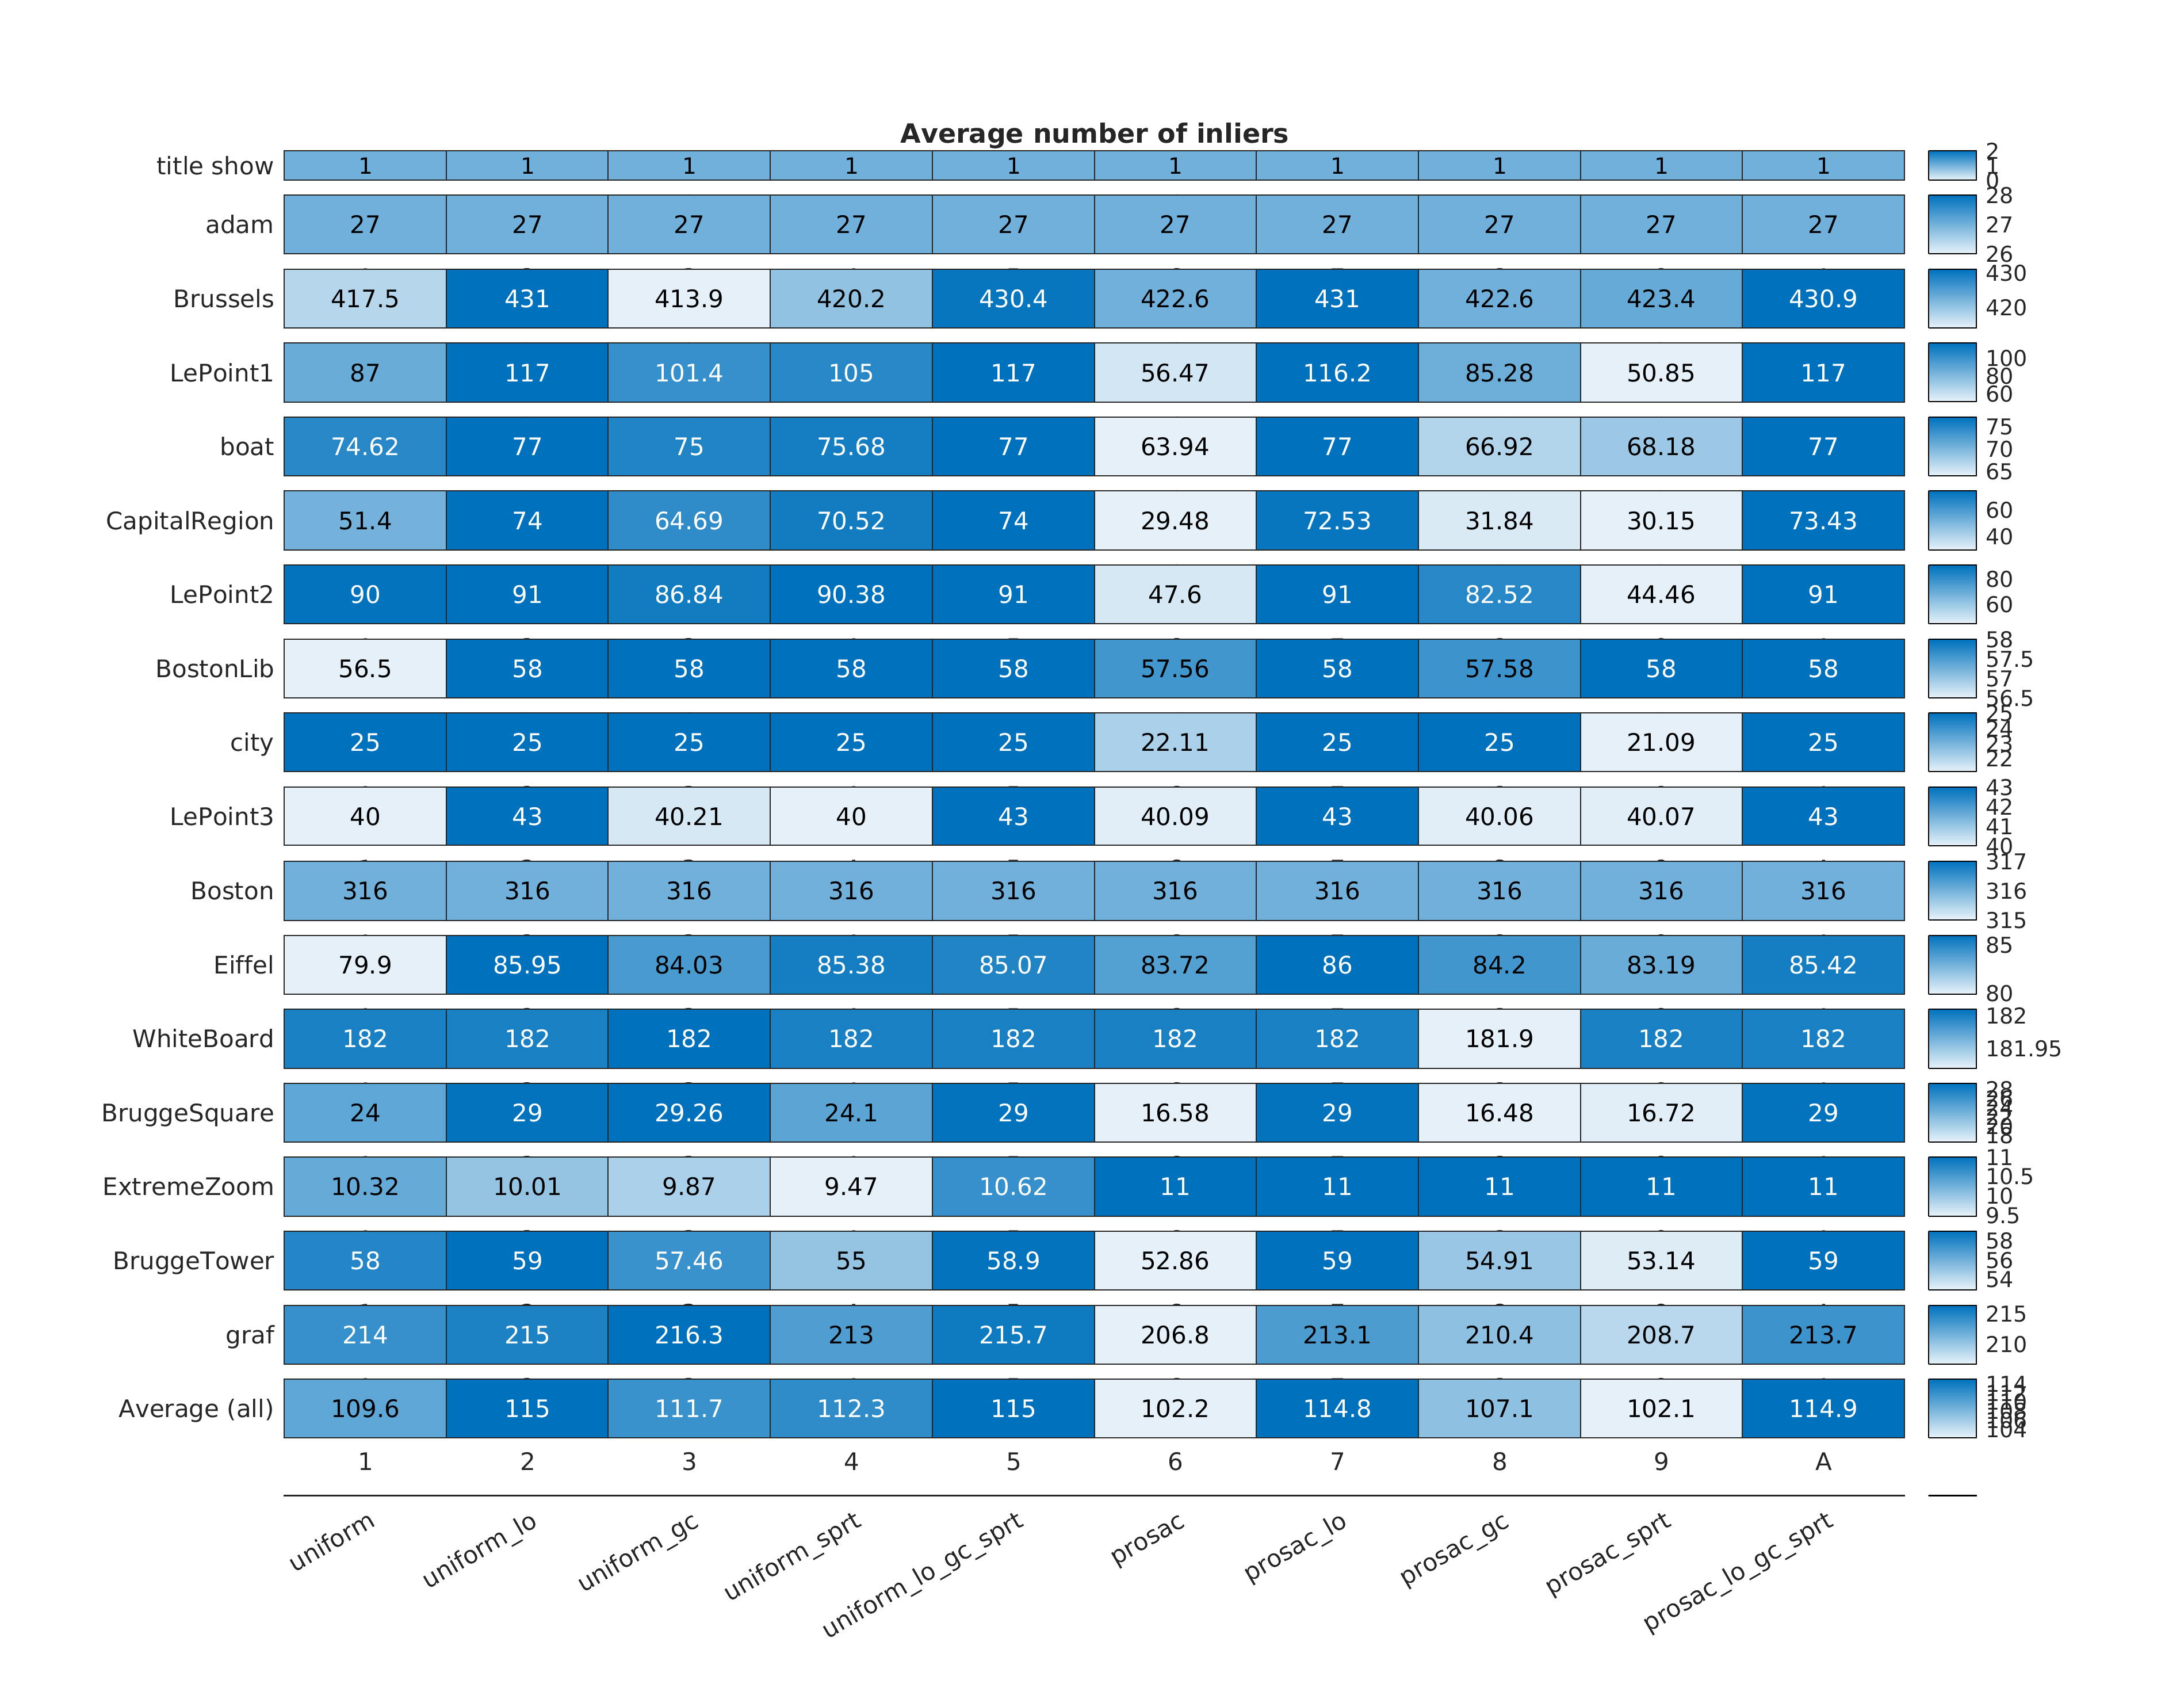 Average number of inliers
title show 1 1 1 1 1 1 1 1 1 1 2 1 0
adam 27 27 27 27 27 27 27 27 27 27 28 27 26
Brussels 417.5 431 413.9 420.2 430.4 422.6 431 422.6 423.4 430.9 430 420
LePoint1 87 117 101.4 105 117 56.47 116.2 85.28 50.85 117 100 80 60
boat 74.62 77 75 75.68 77 63.94 77 66.92 68.18 77 75 70 65
CapitalRegion 51.4 74 64.69 70.52 74 29.48 72.53 31.84 30.15 73.43 60 40
LePoint2 90 91 86.84 90.38 91 47.6 91 82.52 44.46 91 80 60
BostonLib 56.5 58 58 58 58 57.56 58 57.58 58 58 58 57.5 57 56.5
city 25 25 25 25 25 22.11 25 25 21.09 25 25 24 23 22
LePoint3 40 43 40.21 40 43 40.09 43 40.06 40.07 43 43 42 41 40
Boston 316 316 316 316 316 316 316 316 316 316 317 316 315
Eiffel 79.9 85.95 84.03 85.38 85.07 83.72 86 84.2 83.19 85.42 85 80
WhiteBoard 182 182 182 182 182 182 182 181.9 182 182 182 181.95
BruggeSquare 24 29 29.26 24.1 29 16.58 29 16.48 16.72 29 28 26 24 22 20 18
ExtremeZoom 10.32 10.01 9.87 9.47 10.62 11 11 11 11 11 11 10.5 10 9.5
BruggeTower 58 59 57.46 55 58.9 52.86 59 54.91 53.14 59 58 56 54
graf 214 215 216.3 213 215.7 206.8 213.1 210.4 208.7 213.7 215 210
Average (all) 109.6 115 111.7 112.3 115 102.2 114.8 107.1 102.1 114.9 114 112 110 108 106 104
1 2 3 4 5 6 7 8 9 A
uniform uniform_lo uniform_gc uniform_sprt uniform_lo_gc_sprt prosac prosac_lo prosac_gc prosac_sprt prosac_lo_gc_sprt